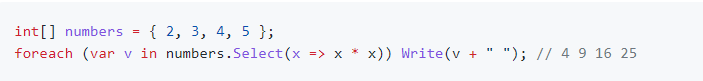 int[] numbers = { 2, 3, 4, 5 };
foreach (var v in numbers.Select(x => x * x)) Write(v + " "); // 4 9 16 25